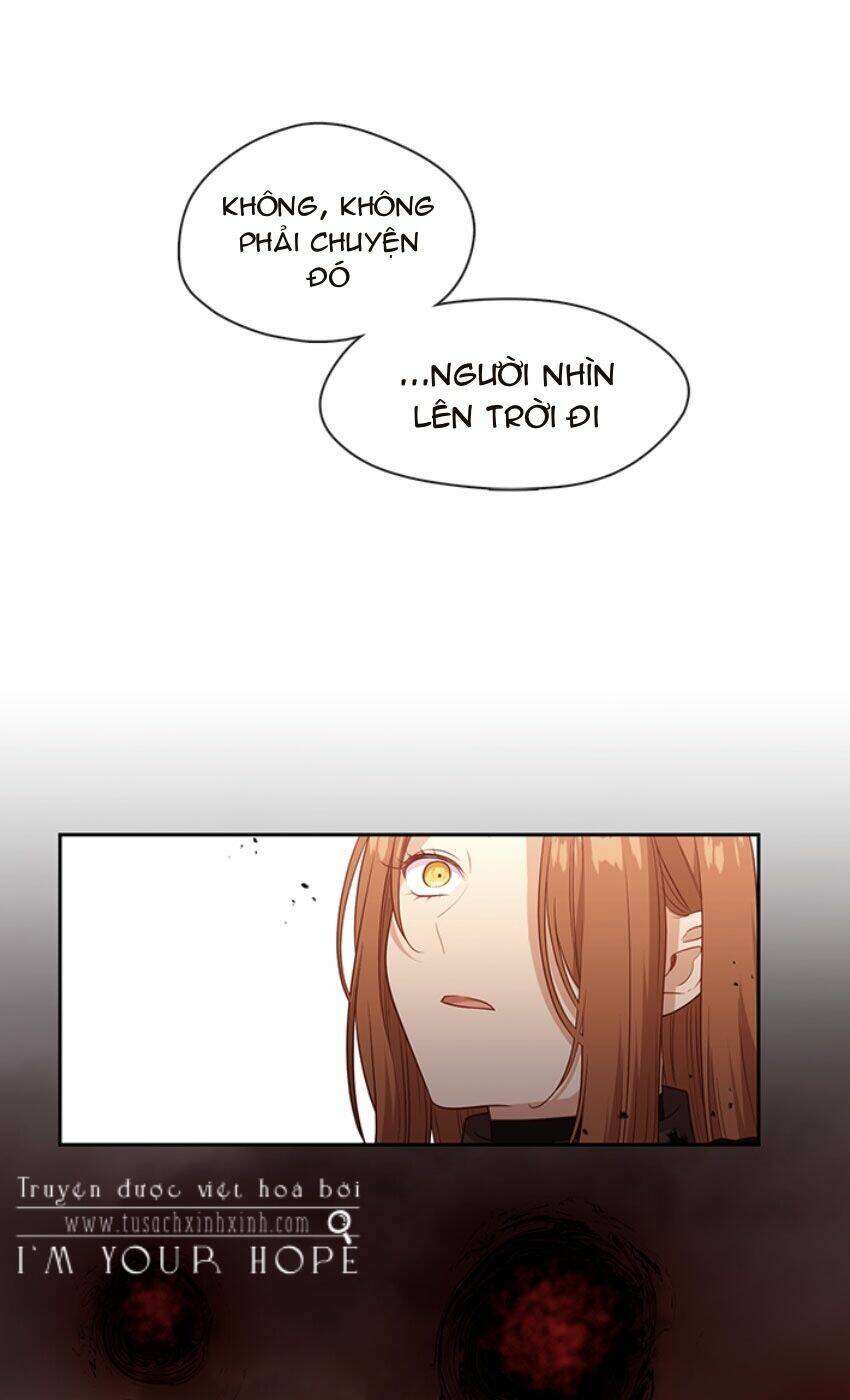 KHÔNG, KHÔNG
PHẢI CHUYỆN
ĐÓ
...NGƯỜI NHÌN
LÊN TRỜI ĐI
Truyện được việt hoá bởi
www.tusachxinhxinh.com
I'M YOUR HOPE